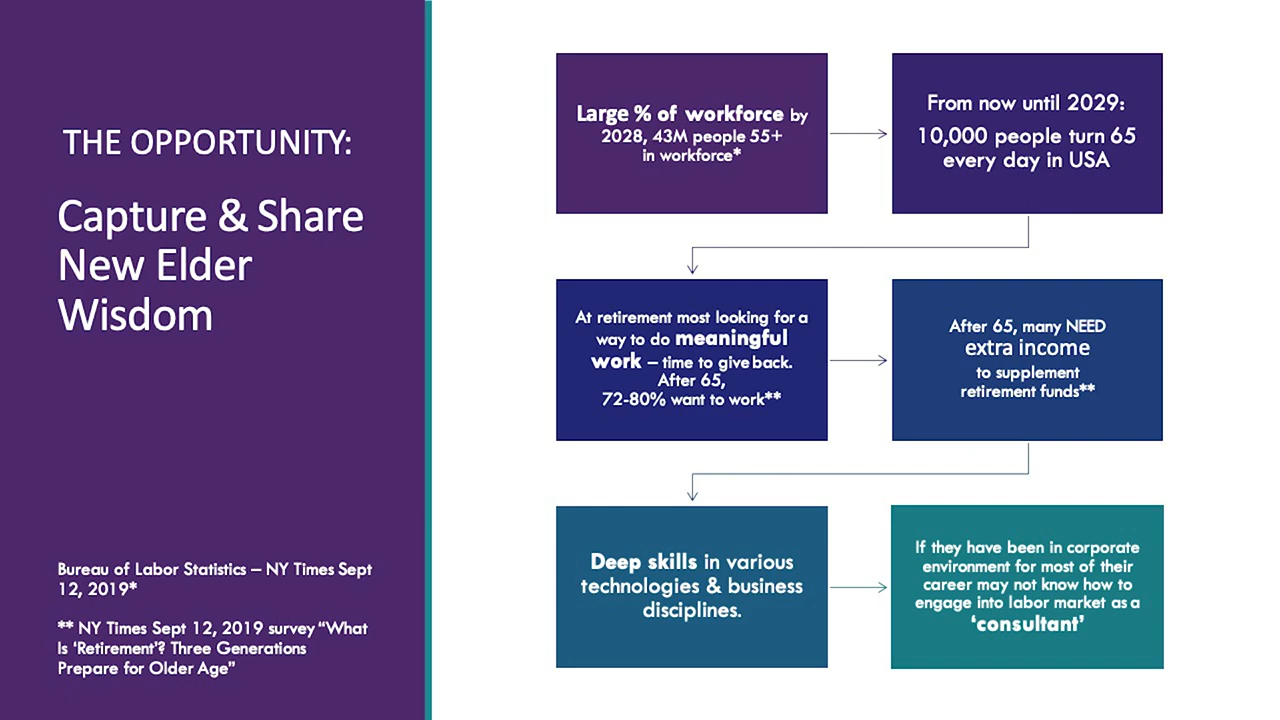 THE OPPORTUNITY:
Capture & Share
New Elder
Wisdom
Bureau of Labor Statistics – NY Times Sept
12, 2019*
** NY Times Sept 12, 2019 survey “What
Is ‘Retirement’? Three Generations
Prepare for Older Age”
Large % of workforce by
2028, 43M people 55+
in workforce*
From now until 2029:
10,000 people turn 65
every day in USA
At retirement most looking for a
way to do meaningful
work – time to give back.
After 65,
72-80% want to work**
After 65, many NEED
extra income
to supplement
retirement funds**
Deep skills in various
technologies & business
disciplines.
If they have been in corporate
environment for most of their
career may not know how to
engage into labor market as a
‘consultant’